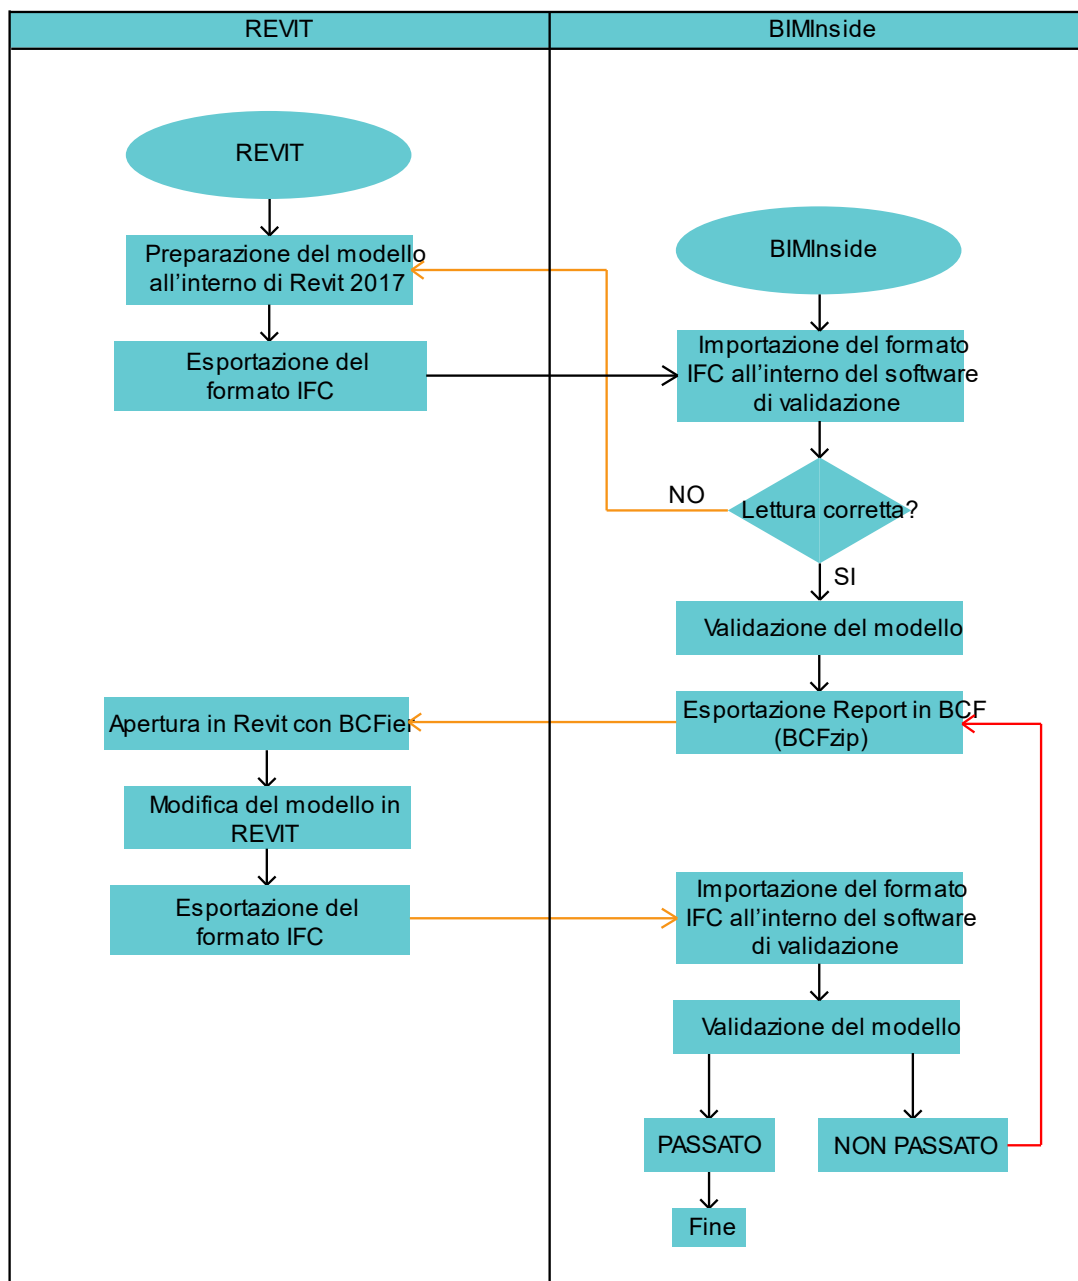 REVIT
BIMInside
REVIT
Preparazione del modello
all’interno di Revit 2017
Esportazione del
formato IFC
BIMInside
Importazione del formato
IFC all’interno del software
di validazione
Lettura corretta?
NO
SI
Validazione del modello
Esportazione Report in BCF
(BCFzip)
Apertura in Revit con BCFier
Modifica del modello in
REVIT
Esportazione del
formato IFC
Importazione del formato
IFC all’interno del software
di validazione
Validazione del modello
PASSATO
NON PASSATO
Fine